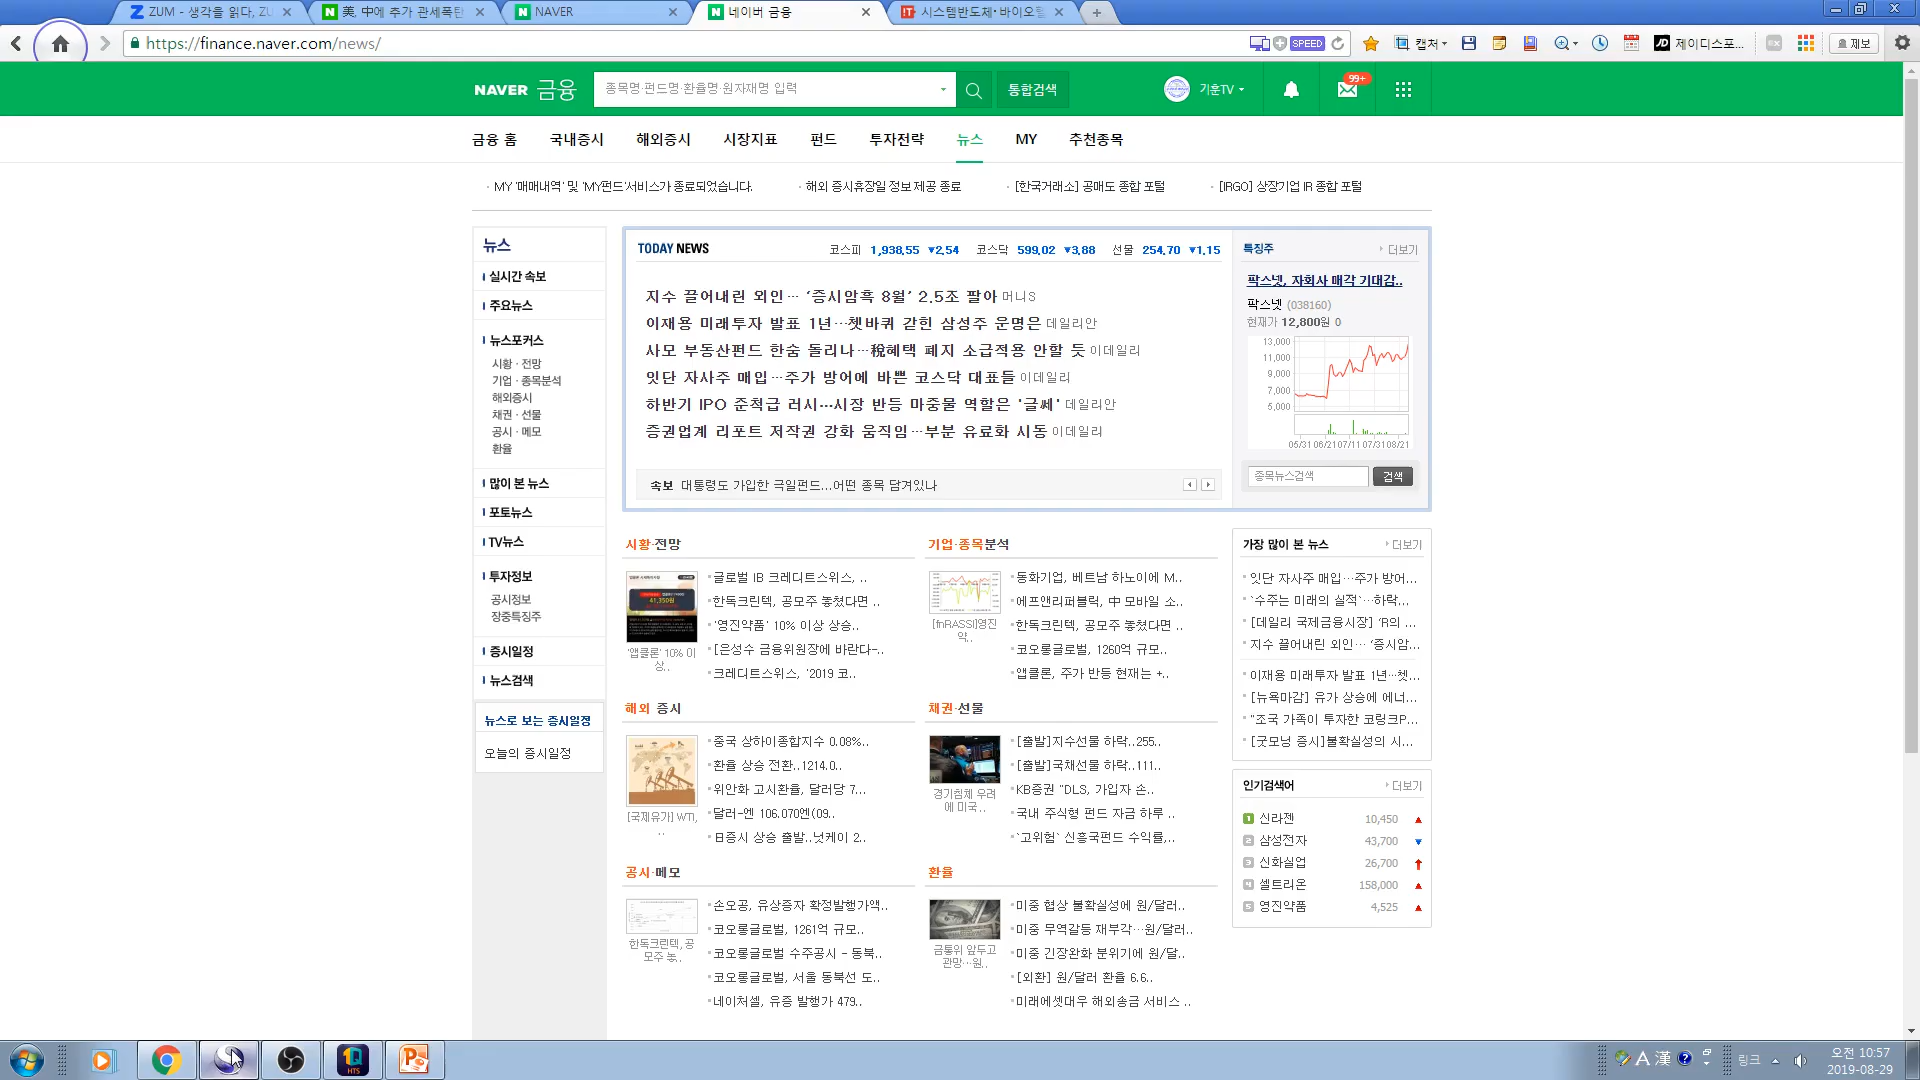 ZUM - 생각을 읽다, ZU
美, 中에 추가 관세폭탄
NAVER
네이버 금융
시스템반도체·바이오헬
https://finance.naver.com/news/
SPEED
캡처
제이디스포...
제보
NAVER 금융
종목명·펀드명·환율명·원자재명 입력
통합검색
기훈TV
99+
금융 홈
국내증시
해외증시
시장지표
펀드
투자전략
뉴스
MY
추천종목
MY '매매내역' 및 'MY펀드'서비스가 종료되었습니다.
해외 증시휴장일 정보 제공 종료
[한국거래소] 공매도 종합 포털
[IRGO] 상장기업 IR 종합 포털
뉴스
실시간 속보
주요뉴스
뉴스포커스
시황·전망
기업·종목분석
해외증시
채권·선물
공시·메모
환율
많이 본 뉴스
포토뉴스
TV뉴스
투자정보
공시정보
장중특징주
증시일정
뉴스검색
뉴스로 보는 증시일정
오늘의 증시일정
TODAY NEWS
코스피 1,938.55 ▼2.54 코스닥 599.02 ▼3.88 선물 254.70 ▼1.15
지수 끌어내린 외인… ‘증시암흑 8월’ 2.5조 팔아 머니S
이재용 미래투자 발표 1년…쳇바퀴 갇힌 삼성주 운명은 데일리안
사모 부동산펀드 한숨 돌리나…稅혜택 폐지 소급적용 안할 듯 이데일리
잇단 자사주 매입…주가 방어에 바쁜 코스닥 대표들 이데일리
하반기 IPO 준척급 러시…시장 반등 마중물 역할은 '글쎄' 데일리안
증권업계 리포트 저작권 강화 움직임…부분 유료화 시동 이데일리
속보 대통령도 가입한 극일펀드...어떤 종목 담겨있나
특징주
더보기
팍스넷, 자회사 매각 기대감..
팍스넷 (038160)
현재가 12,800원 0
13,000
11,000
9,000
7,000
5,000
05/31 06/21 07/11 07/31 08/21
종목뉴스검색
검색
시황·전망
'앱클론' 10% 이상..
글로벌 IB 크레디트스위스, ..
한독크린텍, 공모주 놓쳤다면 ..
'영진약품' 10% 이상 상승..
[은성수 금융위원장에 바란다-..
크레디트스위스, '2019 코..
기업·종목분석
[fnRASSI]영진약..
동화기업, 베트남 하노이에 M..
에프앤리퍼블릭, 中 모바일 소..
한독크린텍, 공모주 놓쳤다면 ..
코오롱글로벌, 1260억 규모..
앱클론, 주가 반등 현재는 +..
해외 증시
[국제유가] WTI, ..
중국 상하이종합지수 0.08%..
환율 상승 전환..1214.0..
위안화 고시환율, 달러당 7...
달러-엔 106.070엔(09..
日증시 상승 출발..닛케이 2..
채권·선물
경기침체 우려에 미국..
[출발]지수선물 하락..255..
[출발]국채선물 하락..111..
KB증권 "DLS, 가입자 손..
국내 주식형 펀드 자금 하루 ..
`고위험` 신흥국펀드 수익률,..
공시·메모
한독크린텍, 공모주 놓..
손오공, 유상증자 확정발행가액..
코오롱글로벌, 1261억 규모..
코오롱글로벌 수주공시 - 동북..
코오롱글로벌, 서울 동북선 도..
네이처셀, 유증 발행가 479..
환율
금통위 앞두고 관망…원..
미중 협상 불확실성에 원/달러..
미중 무역갈등 재부각…원/달러..
미중 긴장완화 분위기에 원/달..
[외환] 원/달러 환율 6.6..
미래에셋대우 해외송금 서비스 ..
가장 많이 본 뉴스
더보기
잇단 자사주 매입…주가 방어...
`수주는 미래의 실적`…하락...
[데일리 국제금융시장] ‘R의 ...
지수 끌어내린 외인… ‘증시암...
이재용 미래투자 발표 1년…쳇...
[뉴욕마감] 유가 상승에 에너...
"조국 가족이 투자한 코링크P...
[굿모닝 증시]불확실성의 시...
인기검색어
더보기
1 신라젠 10,450 ▲
2 삼성전자 43,700 ▼
3 신화실업 26,700 ↑
4 셀트리온 158,000 ▲
5 영진약품 4,525 ▲
HTS
A 漢
링크
오전 10:57
2019-08-29